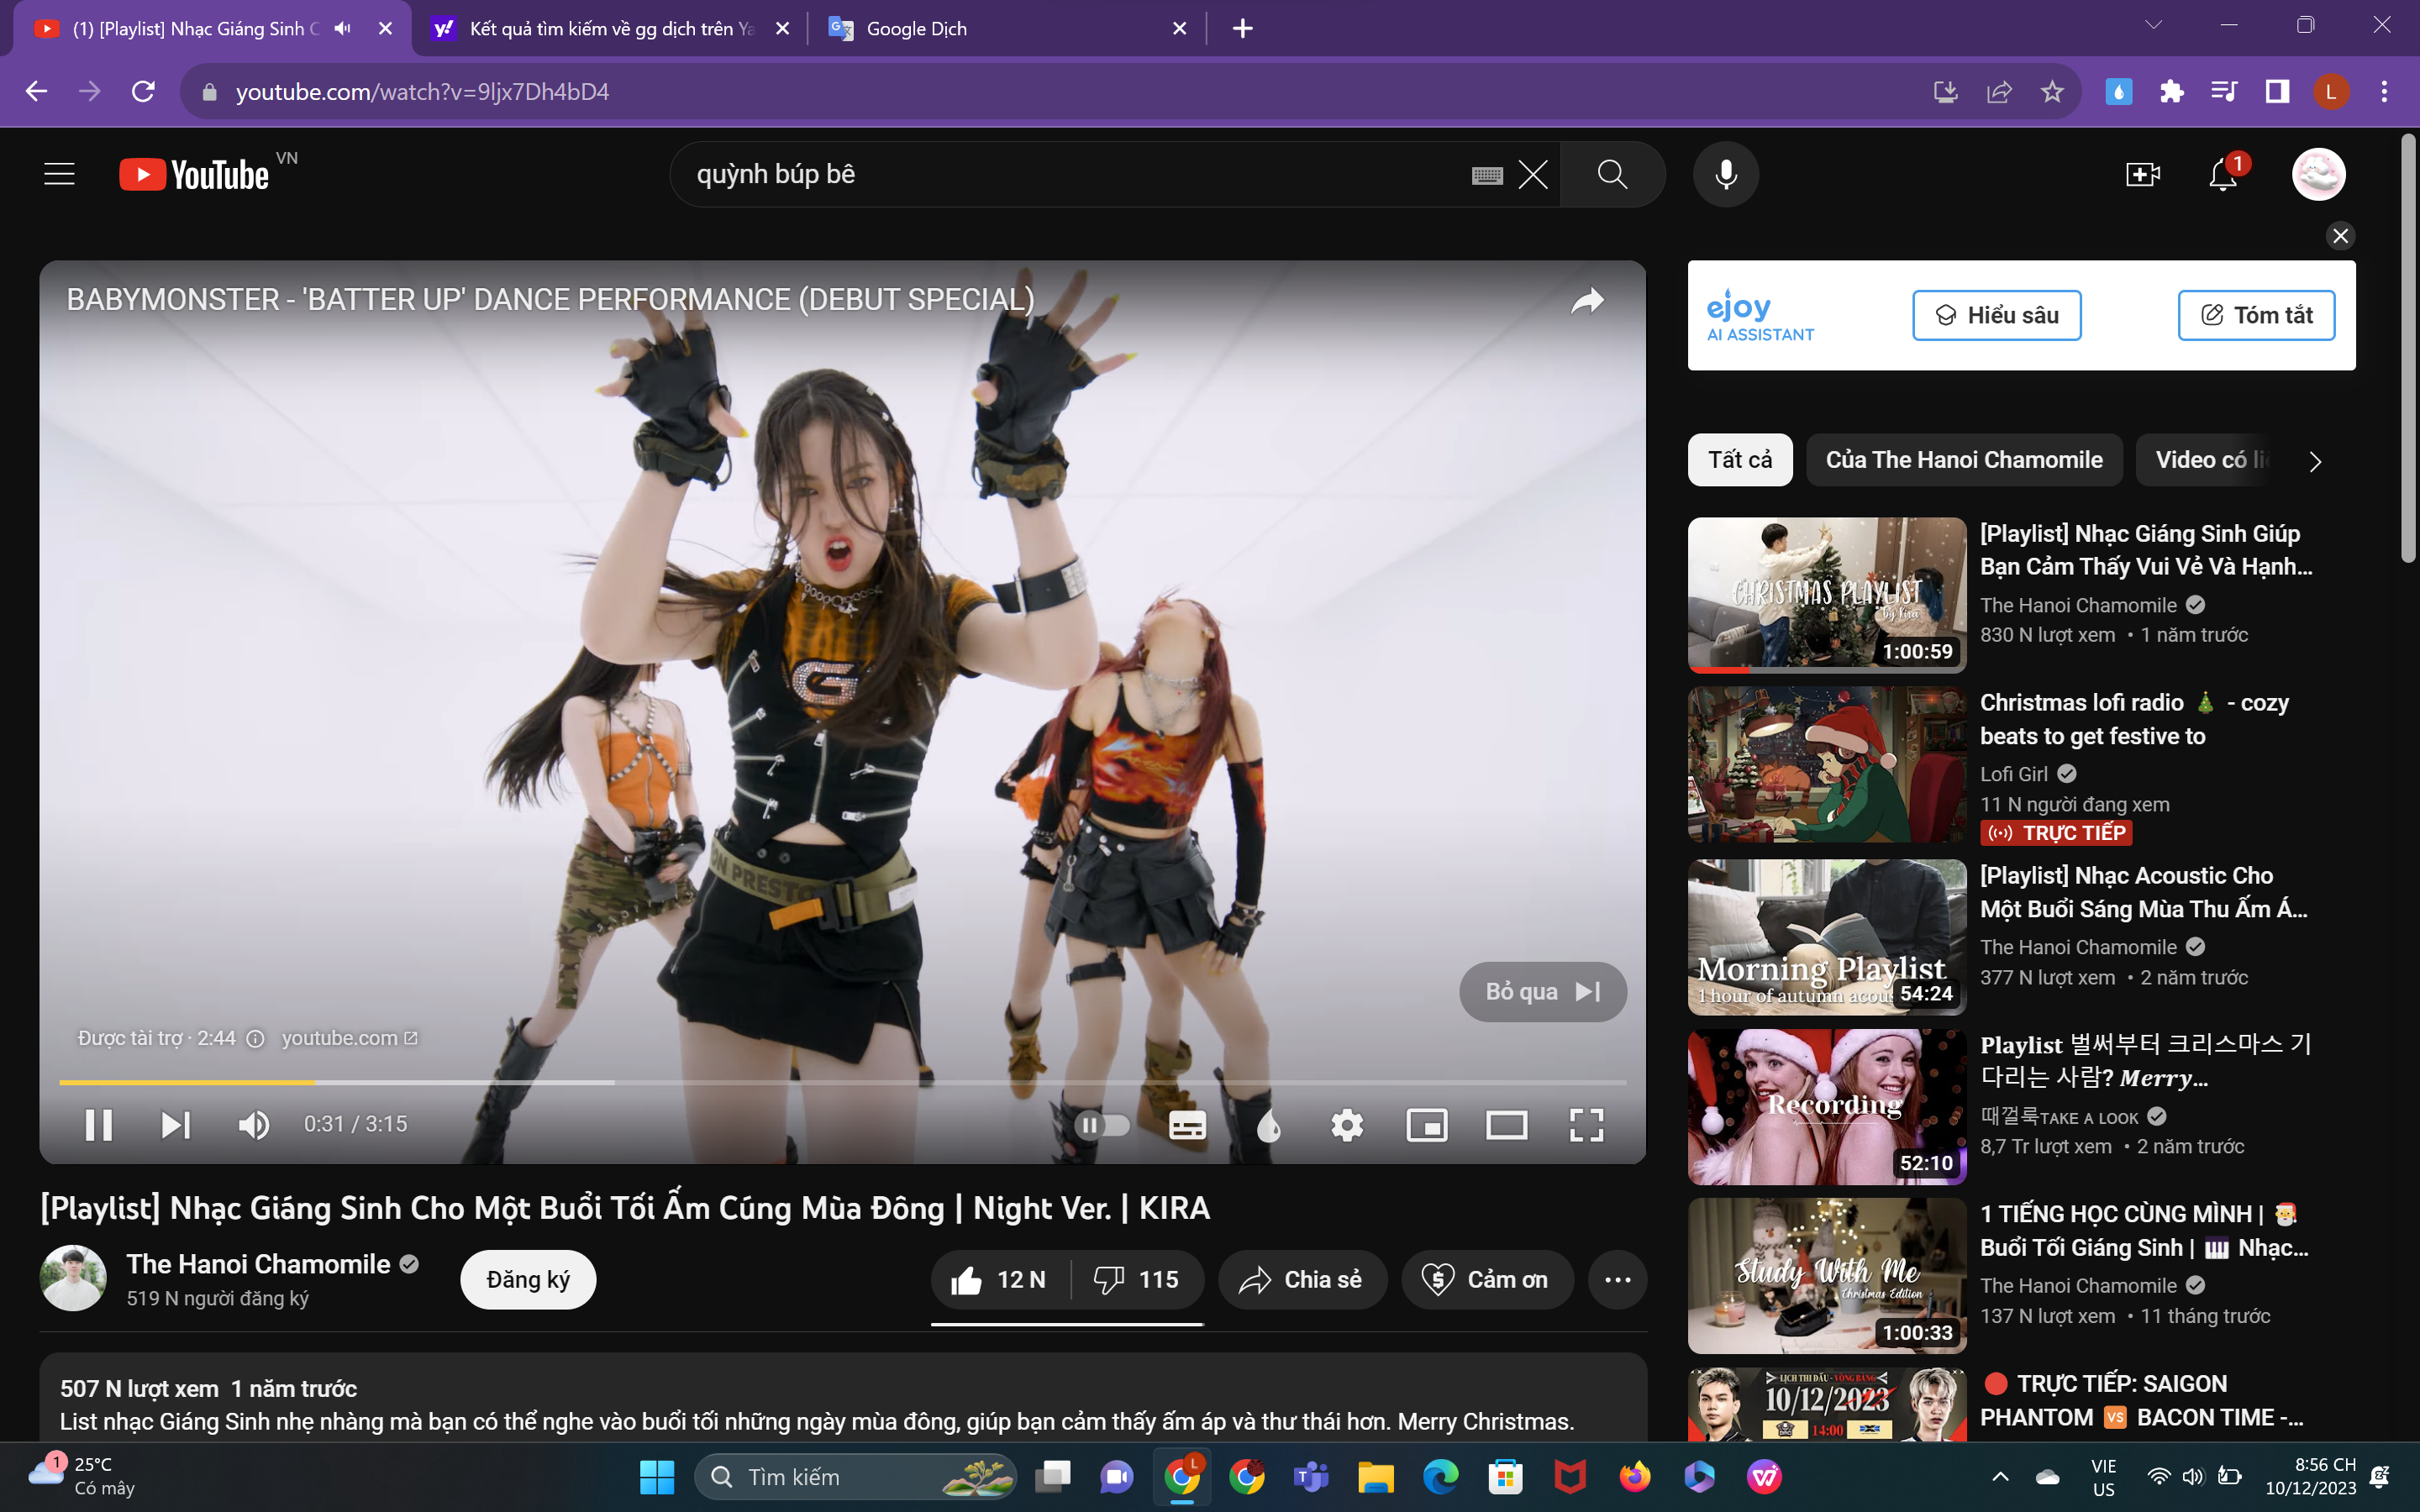 (1) [Playlist] Nhạc Giáng Sinh C
Kết quả tìm kiếm về gg dịch trên Ya
Google Dịch
youtube.com/watch?v=9ljx7Dh4bD4
L
YouTube VN
quỳnh búp bê
1
BABYMONSTER - 'BATTER UP' DANCE PERFORMANCE (DEBUT SPECIAL)
G
ON PRESTO
Bỏ qua
Được tài trợ · 2:44
youtube.com
0:31 / 3:15
[Playlist] Nhạc Giáng Sinh Cho Một Buổi Tối Ấm Cúng Mùa Đông | Night Ver. | KIRA
The Hanoi Chamomile
519 N người đăng ký
Đăng ký
12 N
115
Chia sẻ
Cảm ơn
507 N lượt xem 1 năm trước
List nhạc Giáng Sinh nhẹ nhàng mà bạn có thể nghe vào buổi tối những ngày mùa đông, giúp bạn cảm thấy ấm áp và thư thái hơn. Merry Christmas.
ejoy
AI ASSISTANT
Hiểu sâu
Tóm tắt
Tất cả
Của The Hanoi Chamomile
Video có liê
CHRISTMAS PLAYLIST
by Kira
1:00:59
[Playlist] Nhạc Giáng Sinh Giúp
Bạn Cảm Thấy Vui Vẻ Và Hạnh...
The Hanoi Chamomile
830 N lượt xem • 1 năm trước
Christmas lofi radio 🎄 - cozy
beats to get festive to
Lofi Girl
11 N người đang xem
TRỰC TIẾP
Morning Playlist
1 hour of autumn acou
54:24
[Playlist] Nhạc Acoustic Cho
Một Buổi Sáng Mùa Thu Ấm Á...
The Hanoi Chamomile
377 N lượt xem • 2 năm trước
Recording
52:10
Playlist 벌써부터 크리스마스 기
다리는 사람? Merry...
때껄룩TAKE A LOOK
8,7 Tr lượt xem • 2 năm trước
Study With Me
Christmas Edition
1:00:33
1 TIẾNG HỌC CÙNG MÌNH | 🎅
Buổi Tối Giáng Sinh | 🎹 Nhạc...
The Hanoi Chamomile
137 N lượt xem • 11 tháng trước
LỊCH THI ĐẤU - VÒNG BẢNG
10/12/2023
14:00
🔴 TRỰC TIẾP: SAIGON
PHANTOM 🆚 BACON TIME -...
1
25°C
Có mây
Tìm kiếm
L
VIE
US
8:56 CH
10/12/2023